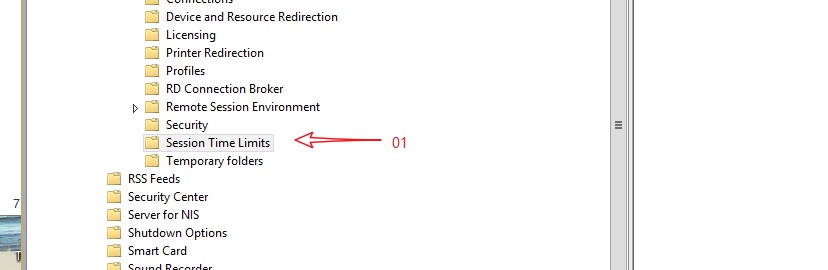 Connections
Device and Resource Redirection
Licensing
Printer Redirection
Profiles
RD Connection Broker
Remote Session Environment
Security
Session Time Limits
01
Temporary folders
RSS Feeds
Security Center
7
Server for NIS
Shutdown Options
Smart Card
Sound Recorder